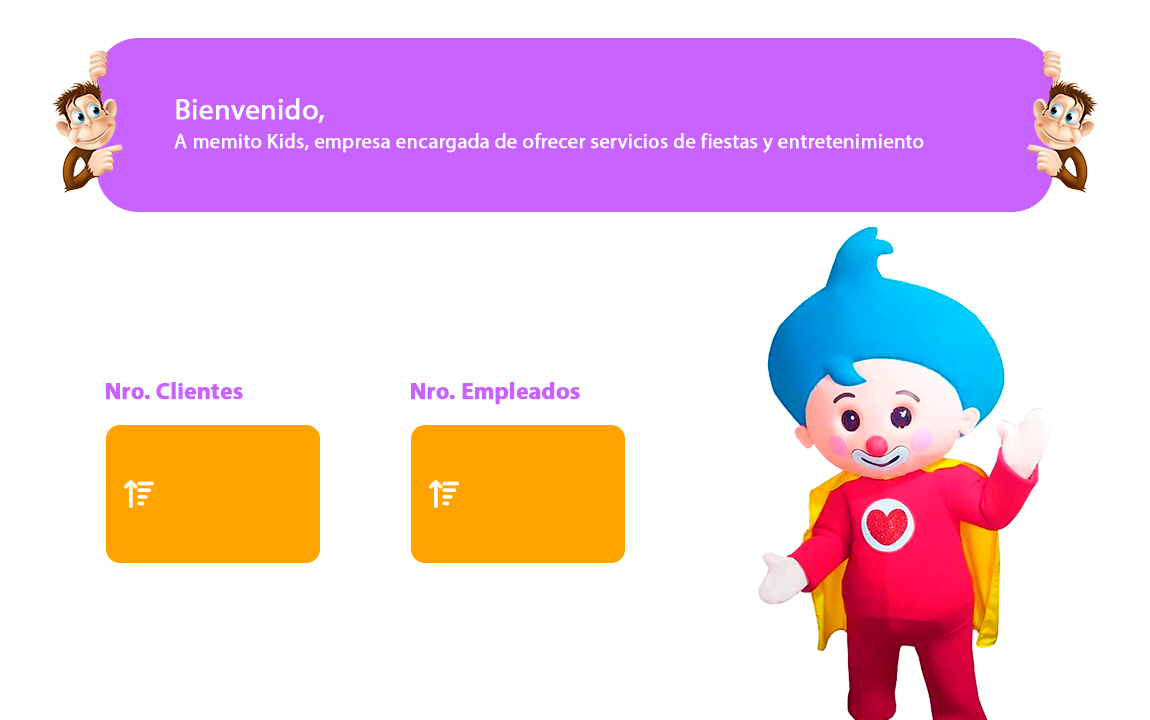 Bienvenido,
A memito Kids, empresa encargada de ofrecer servicios de fiestas y entretenimiento
Nro. Clientes
Nro. Empleados